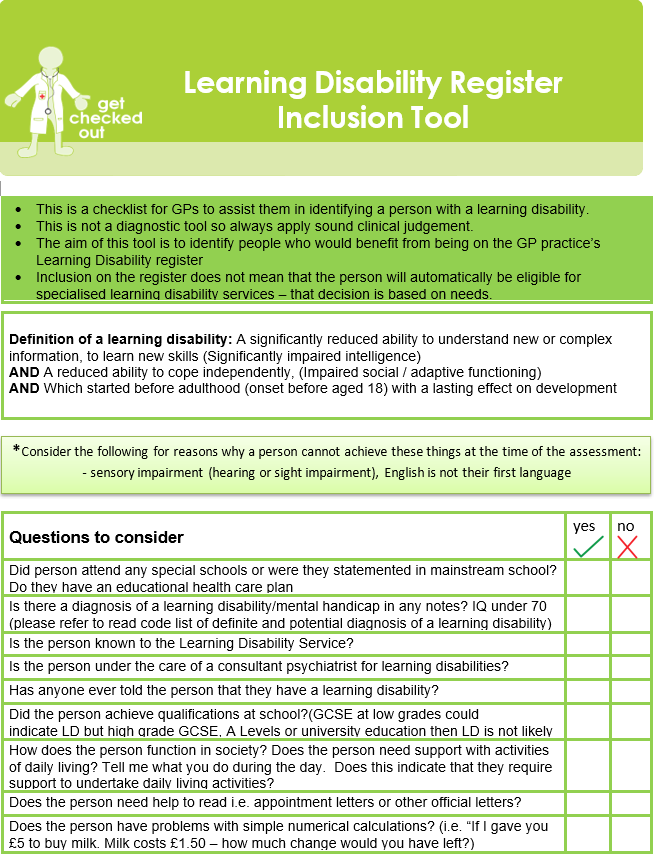 get
checked
out
Learning Disability Register
Inclusion Tool
• This is a checklist for GPs to assist them in identifying a person with a learning disability.
• This is not a diagnostic tool so always apply sound clinical judgement.
• The aim of this tool is to identify people who would benefit from being on the GP practice’s
Learning Disability register
• Inclusion on the register does not mean that the person will automatically be eligible for
specialised learning disability services – that decision is based on needs.
Definition of a learning disability: A significantly reduced ability to understand new or complex
information, to learn new skills (Significantly impaired intelligence)
AND A reduced ability to cope independently, (Impaired social / adaptive functioning)
AND Which started before adulthood (onset before aged 18) with a lasting effect on development
*Consider the following for reasons why a person cannot achieve these things at the time of the assessment:
- sensory impairment (hearing or sight impairment), English is not their first language
Questions to consider
yes
no
Did person attend any special schools or were they statemented in mainstream school?
Do they have an educational health care plan
Is there a diagnosis of a learning disability/mental handicap in any notes? IQ under 70
(please refer to read code list of definite and potential diagnosis of a learning disability)
Is the person known to the Learning Disability Service?
Is the person under the care of a consultant psychiatrist for learning disabilities?
Has anyone ever told the person that they have a learning disability?
Did the person achieve qualifications at school?(GCSE at low grades could
indicate LD but high grade GCSE, A Levels or university education then LD is not likely
How does the person function in society? Does the person need support with activities
of daily living? Tell me what you do during the day.  Does this indicate that they require
support to undertake daily living activities?
Does the person need help to read i.e. appointment letters or other official letters?
Does the person have problems with simple numerical calculations? (i.e. “If I gave you
£5 to buy milk. Milk costs £1.50 – how much change would you have left?)